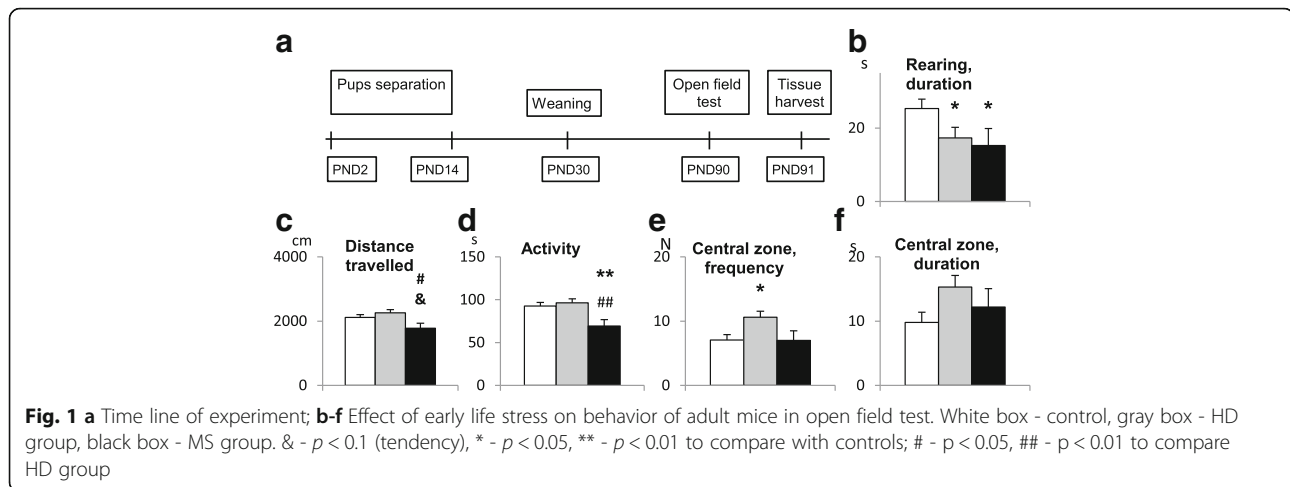 a
Pups separation
Weaning
Open field
test
Tissue
harvest
PND2
PND14
PND30
PND90
PND91
b
s
Rearing,
duration
*
*
20
0
c
cm
Distance
travelled
#
&
4000
2000
0
d
s
Activity
**
##
150
100
50
0
e
N
Central zone,
frequency
*
20
10
0
f
s
Central zone,
duration
20
10
0
Fig. 1 a Time line of experiment; b-f Effect of early life stress on behavior of adult mice in open field test. White box - control, gray box - HD
group, black box - MS group. & - p < 0.1 (tendency), * - p < 0.05, ** - p < 0.01 to compare with controls; # - p < 0.05, ## - p < 0.01 to compare
HD group